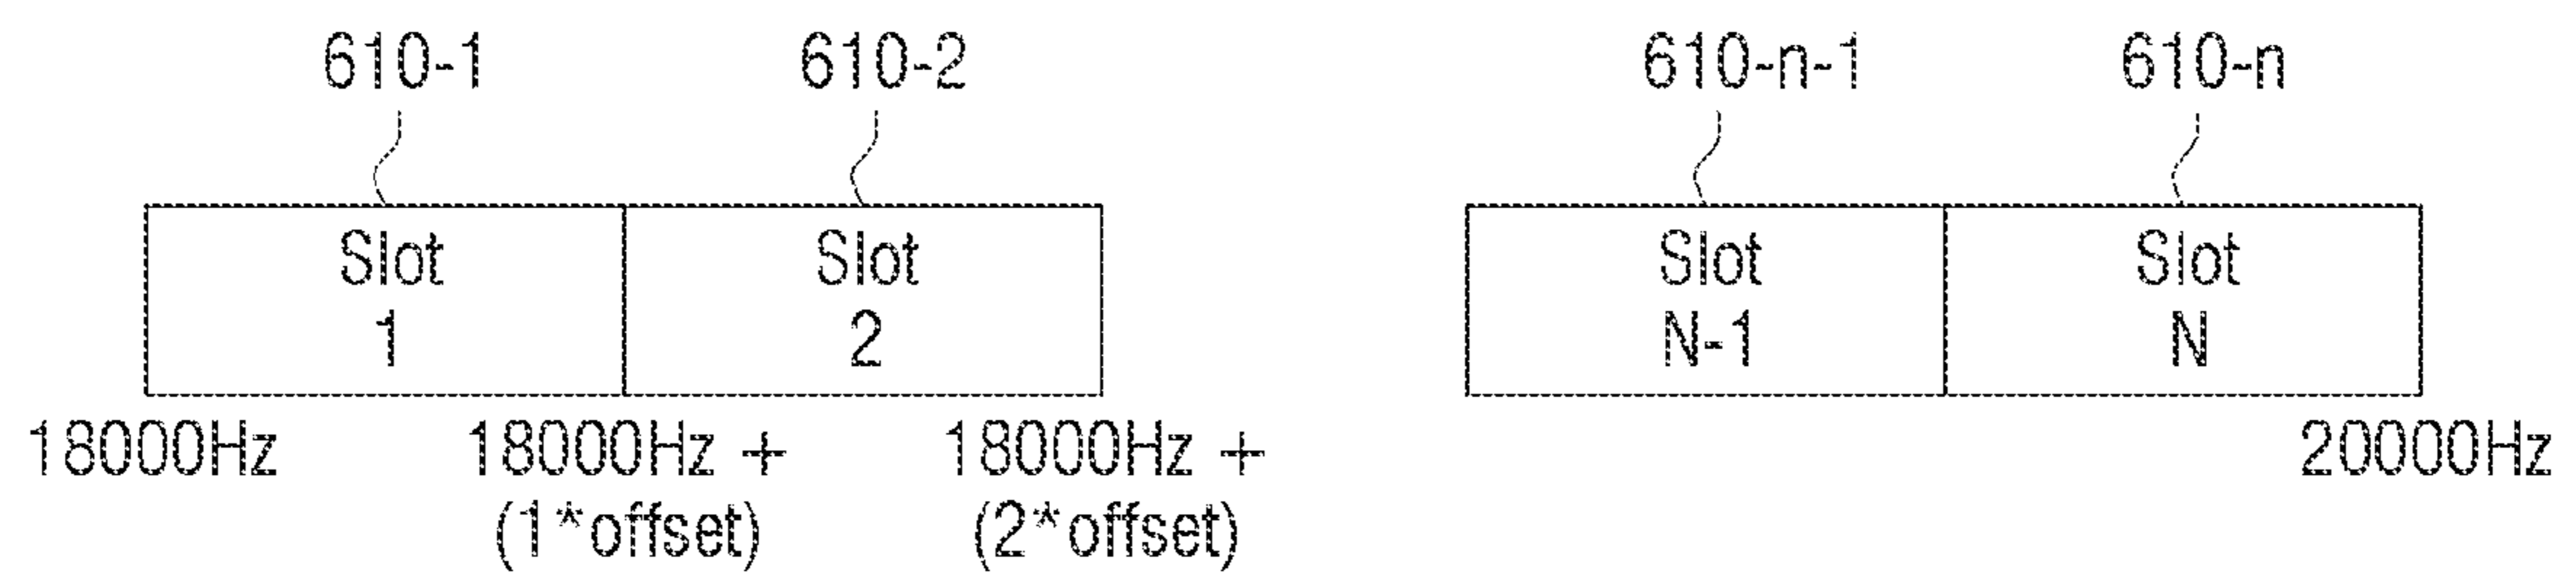 610-1 610-2 610-n-1 610-n
Slot Slot Slot Slot
1 2 N-1 N
18000Hz 18000Hz + 18000Hz + 20000Hz
(1*offset) (2*offset)